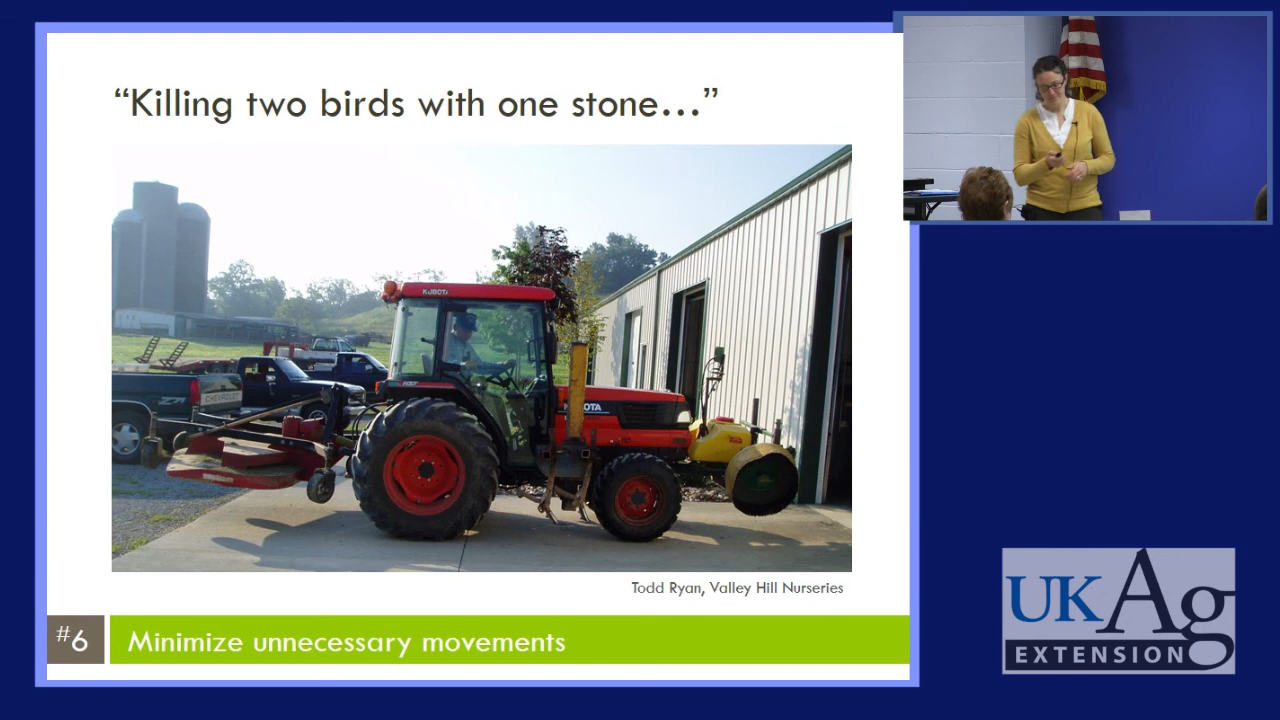 “Killing two birds with one stone...”
KUBOTA
CHEVROLET
Todd Ryan, Valley Hill Nurseries
#6
Minimize unnecessary movements
UKAg
EXTENSION